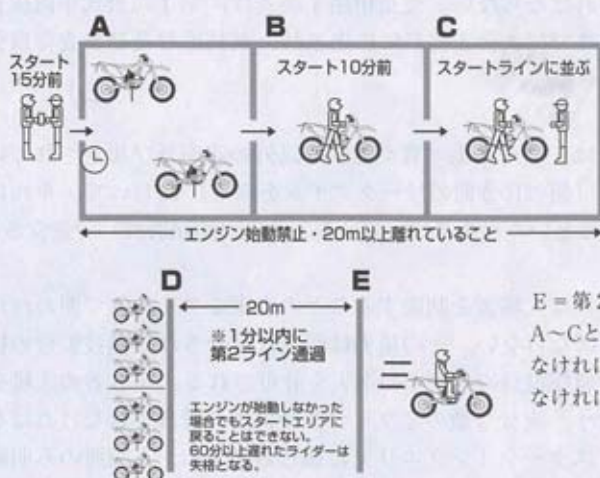 A
B
C
スタート
15分前
スタート10分前
スタートラインに並ぶ
エンジン始動禁止・20m以上離れていること
D
E
20m
※1分以内に
第2ライン通過
エンジンが始動しなかった
場合でもスタートエリアに
戻ることはできない。
60分以上遅れたライダーは
失格となる。
E＝第2
A〜Cと
なければ
なければ